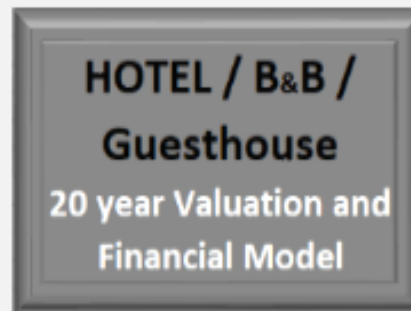 HOTEL / B&B /
Guesthouse
20 year Valuation and
Financial Model